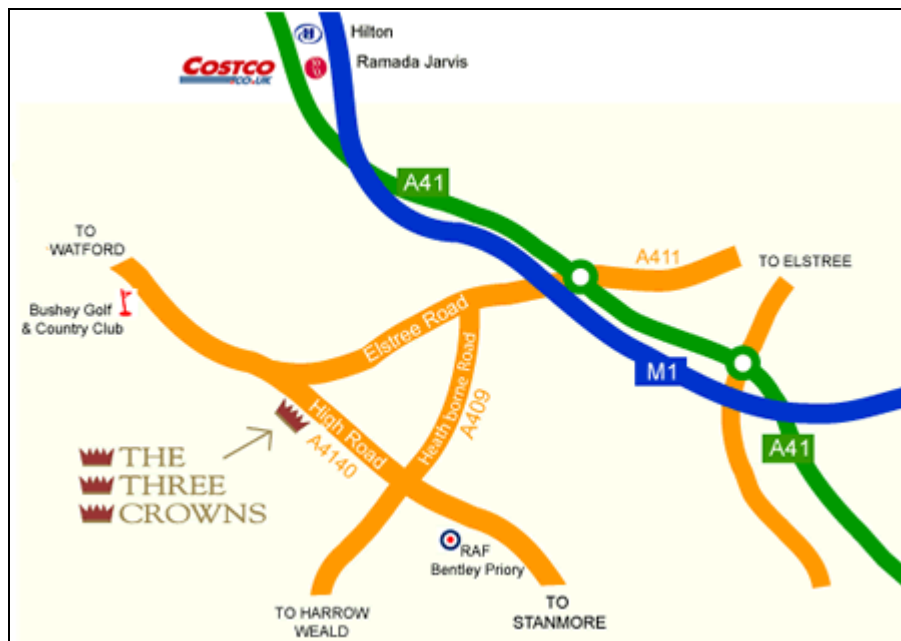 Hilton
COSTCO
.CO.UK
Ramada Jarvis
A41
TO
WATFORD
A411
TO ELSTREE
Bushey Golf
& Country Club
Elstree Road
M1
Heath borne Road
A409
High Road
A4140
A41
THE
THREE
CROWNS
RAF
Bentley Priory
TO HARROW
WEALD
TO
STANMORE